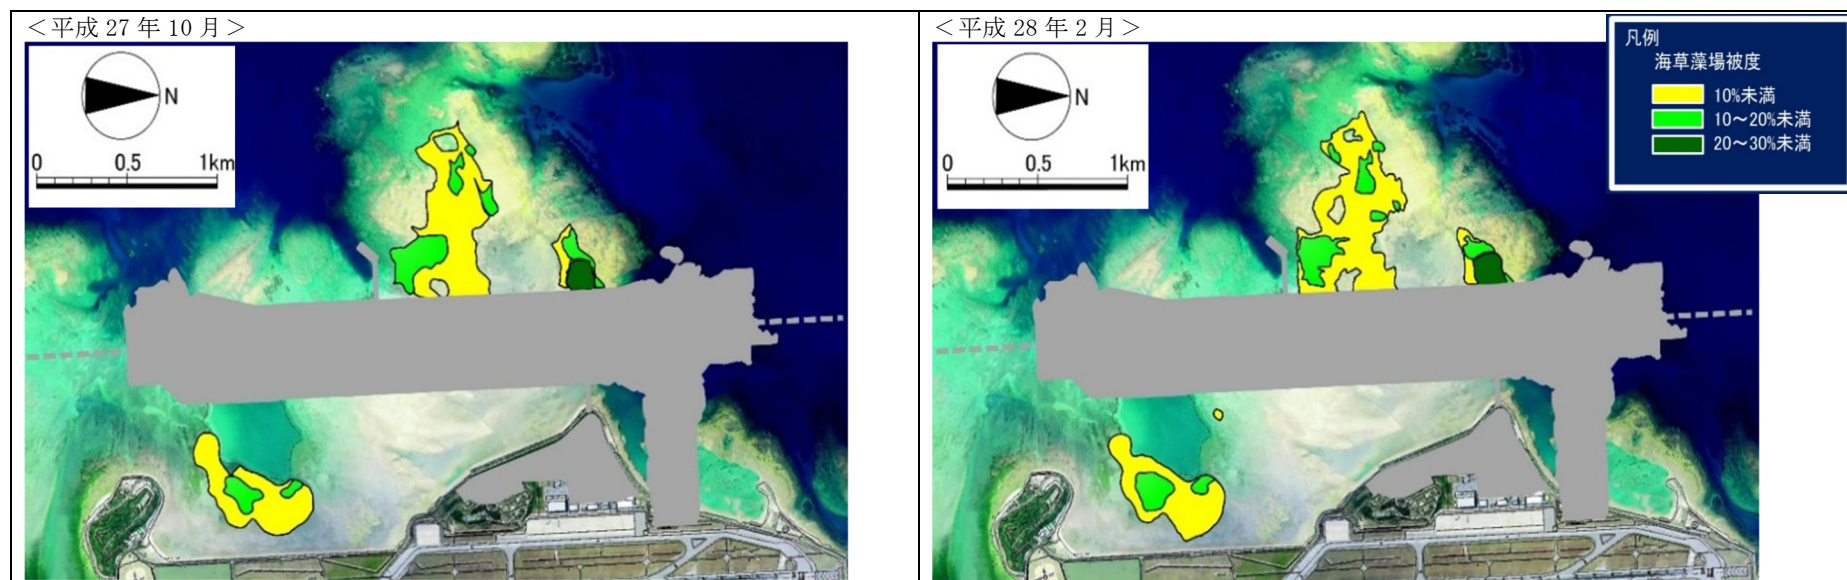 ＜平成 27 年 10 月＞
N
0 0.5 1km
＜平成 28 年 2 月＞
N
0 0.5 1km
凡例
海草藻場被度
10%未満
10～20%未満
20～30%未満